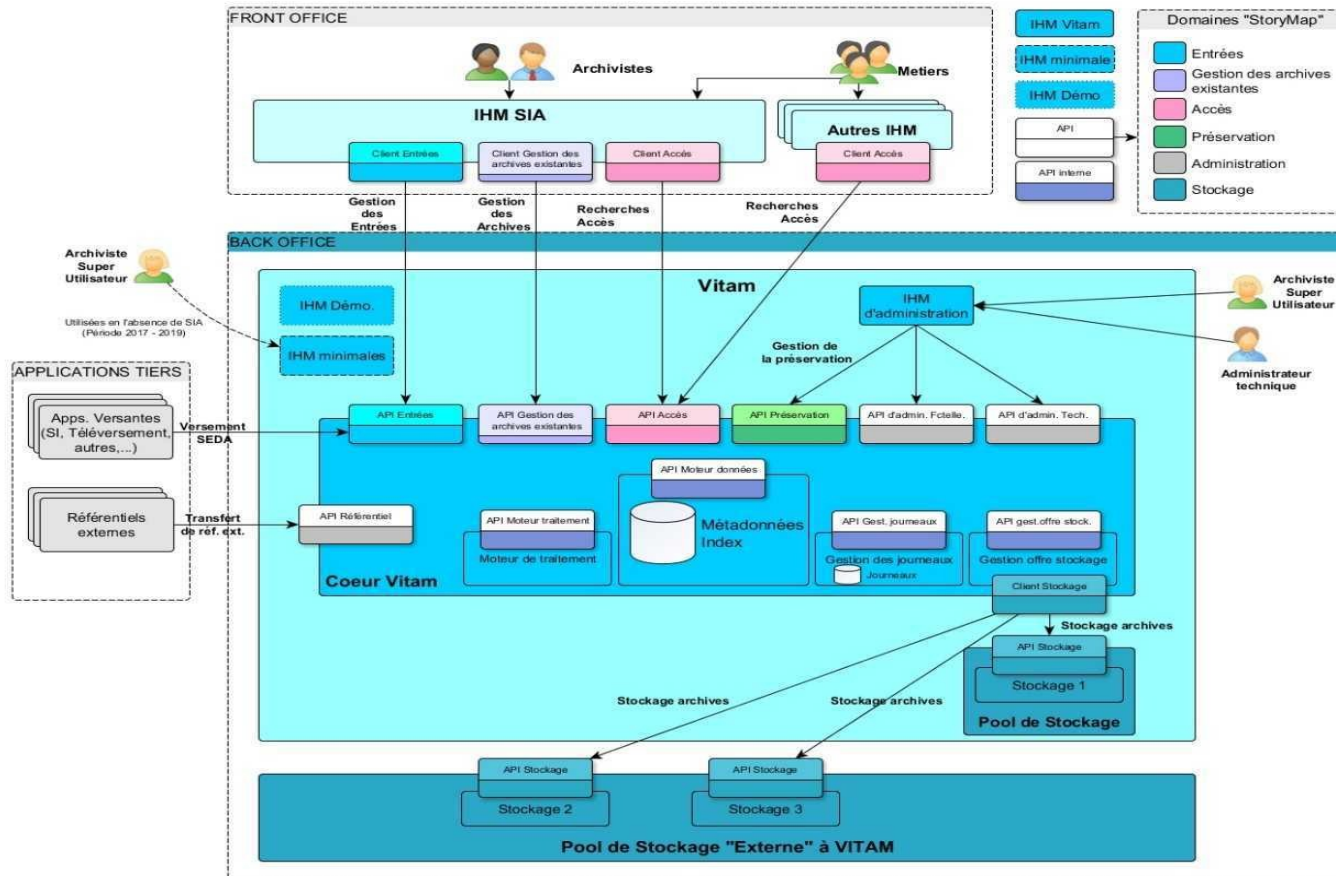 FRONT OFFICE
Archivistes
Metiers
IHM SIA
Autres IHM
Client Entrées
Client Gestion des
archives existantes
Client Accès
Client Accès
IHM Vitam
IHM minimale
IHM Démo
API
API interne
Domaines "StoryMap"
Entrées
Gestion des archives
existantes
Accès
Préservation
Administration
Stockage
Gestion
des
Entrées
Gestion
des
Archives
Recherches
Accès
Recherches
Accès
BACK OFFICE
Archiviste
Super
Utilisateur
Utilisées en l'absence de SIA
(Période 2017 - 2019)
Vitam
IHM Démo.
IHM minimales
IHM
d'administration
Archiviste
Super
Utilisateur
Administrateur
technique
Gestion de
la préservation
APPLICATIONS TIERS
Apps. Versantes
(SI, Téléversement,
autres,...)
Versement
SEDA
Référentiels
externes
Transfért
de réf. ext.
API Entrées
API Gestion des
archives existantes
API Accès
API Préservation
API d'admin. Fctelle.
API d'admin. Tech.
API Référentiel
API Moteur traitement
Moteur de traitement
API Moteur données
Métadonnées
Index
API Gest. journeaux
Gestion des journeaux
Journeaux
API gest.offre stock.
Gestion offre stockage
Coeur Vitam
Client Stockage
Stockage archives
API Stockage
Stockage 1
Pool de Stockage
Stockage archives
Stockage archives
API Stockage
Stockage 2
API Stockage
Stockage 3
Pool de Stockage "Externe" à VITAM